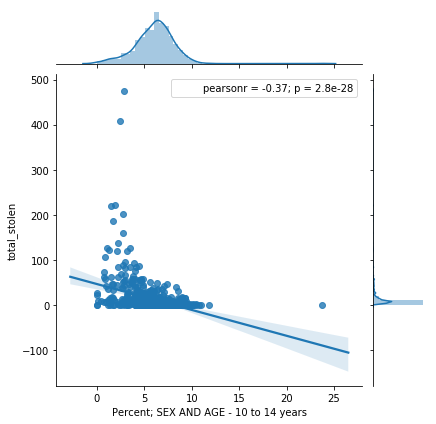 pearsonr = -0.37; p = 2.8e-28
500
400
300
200
100
0
−100
total_stolen
0 5 10 15 20 25
Percent; SEX AND AGE - 10 to 14 years